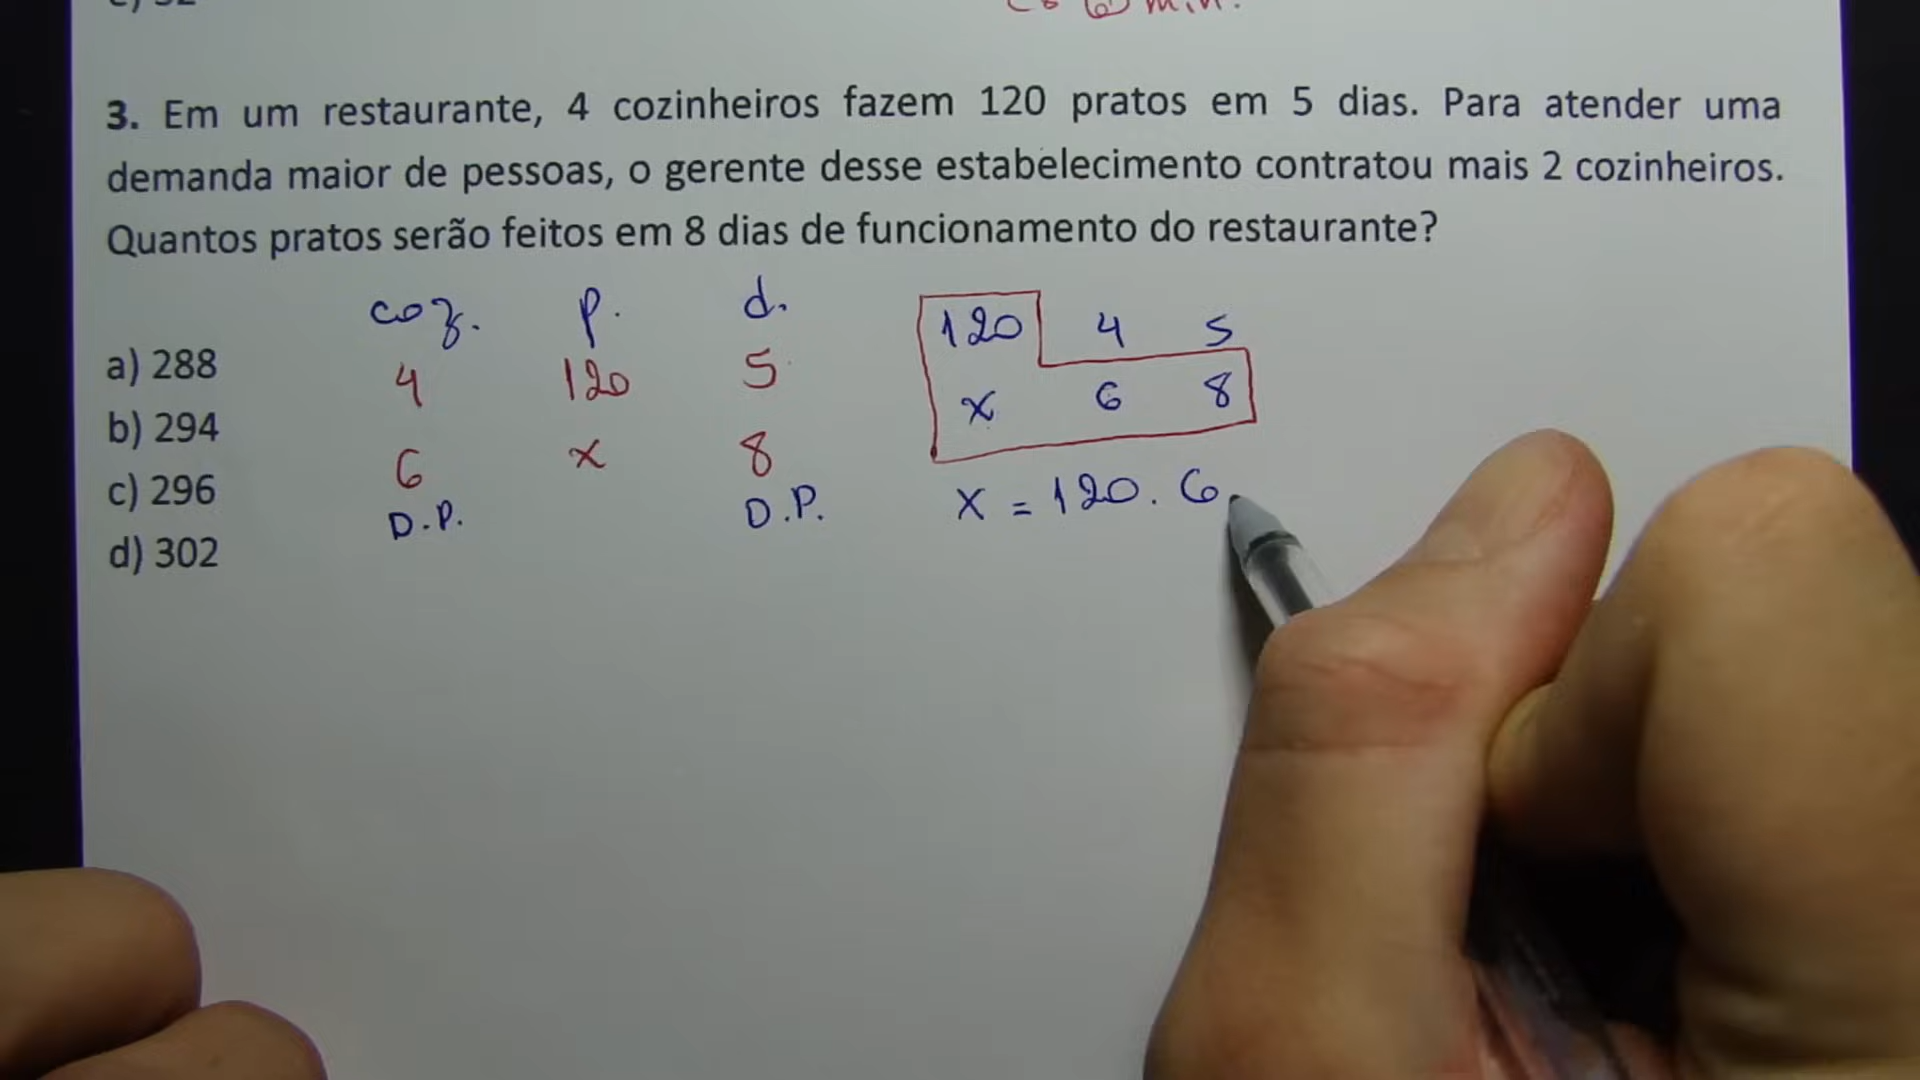 3. Em um restaurante, 4 cozinheiros fazem 120 pratos em 5 dias. Para atender uma
demanda maior de pessoas, o gerente desse estabelecimento contratou mais 2 cozinheiros.
Quantos pratos serão feitos em 8 dias de funcionamento do restaurante?
a) 288
b) 294
c) 296
d) 302
coz. p. d.
4 120 5
6 x 8
D.P. D.P.
120 4 5
x 6 8
x = 120 . 6